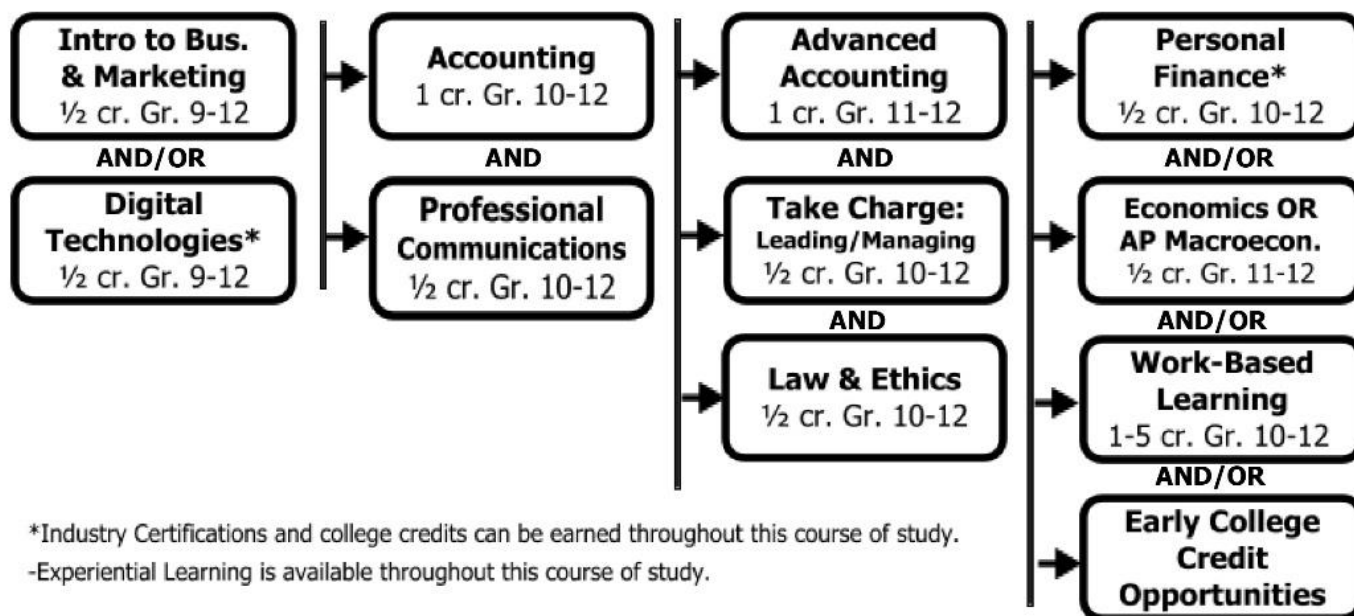 Intro to Bus.
& Marketing
½ cr. Gr. 9-12
AND/OR
Digital
Technologies*
½ cr. Gr. 9-12
Accounting
1 cr. Gr. 10-12
AND
Professional
Communications
½ cr. Gr. 10-12
Advanced
Accounting
1 cr. Gr. 11-12
AND
Take Charge:
Leading/Managing
½ cr. Gr. 10-12
AND
Law & Ethics
½ cr. Gr. 10-12
Personal
Finance*
½ cr. Gr. 10-12
AND/OR
Economics OR
AP Macroecon.
½ cr. Gr. 11-12
AND/OR
Work-Based
Learning
1-5 cr. Gr. 10-12
AND/OR
Early College
Credit
Opportunities
*Industry Certifications and college credits can be earned throughout this course of study.
-Experiential Learning is available throughout this course of study.